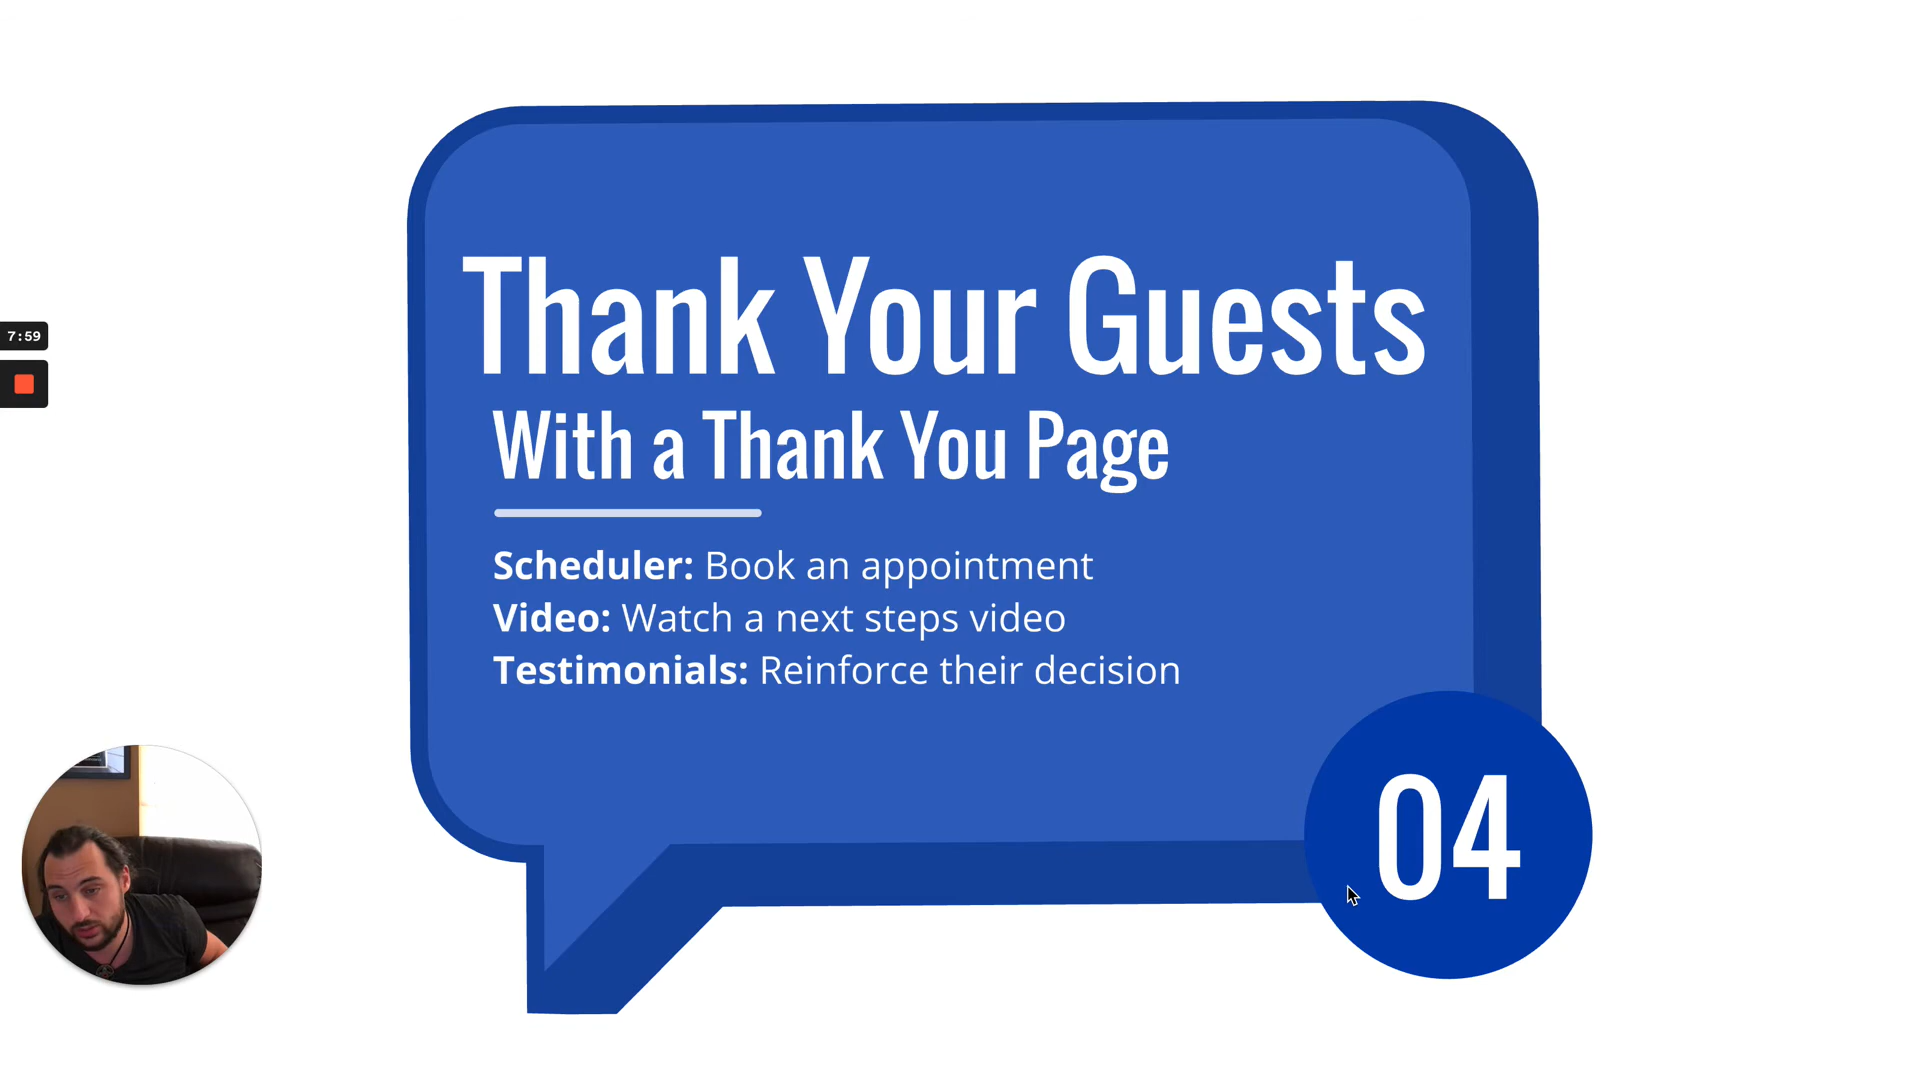 Thank Your Guests
With a Thank You Page
Scheduler: Book an appointment
Video: Watch a next steps video
Testimonials: Reinforce their decision
04
7:59